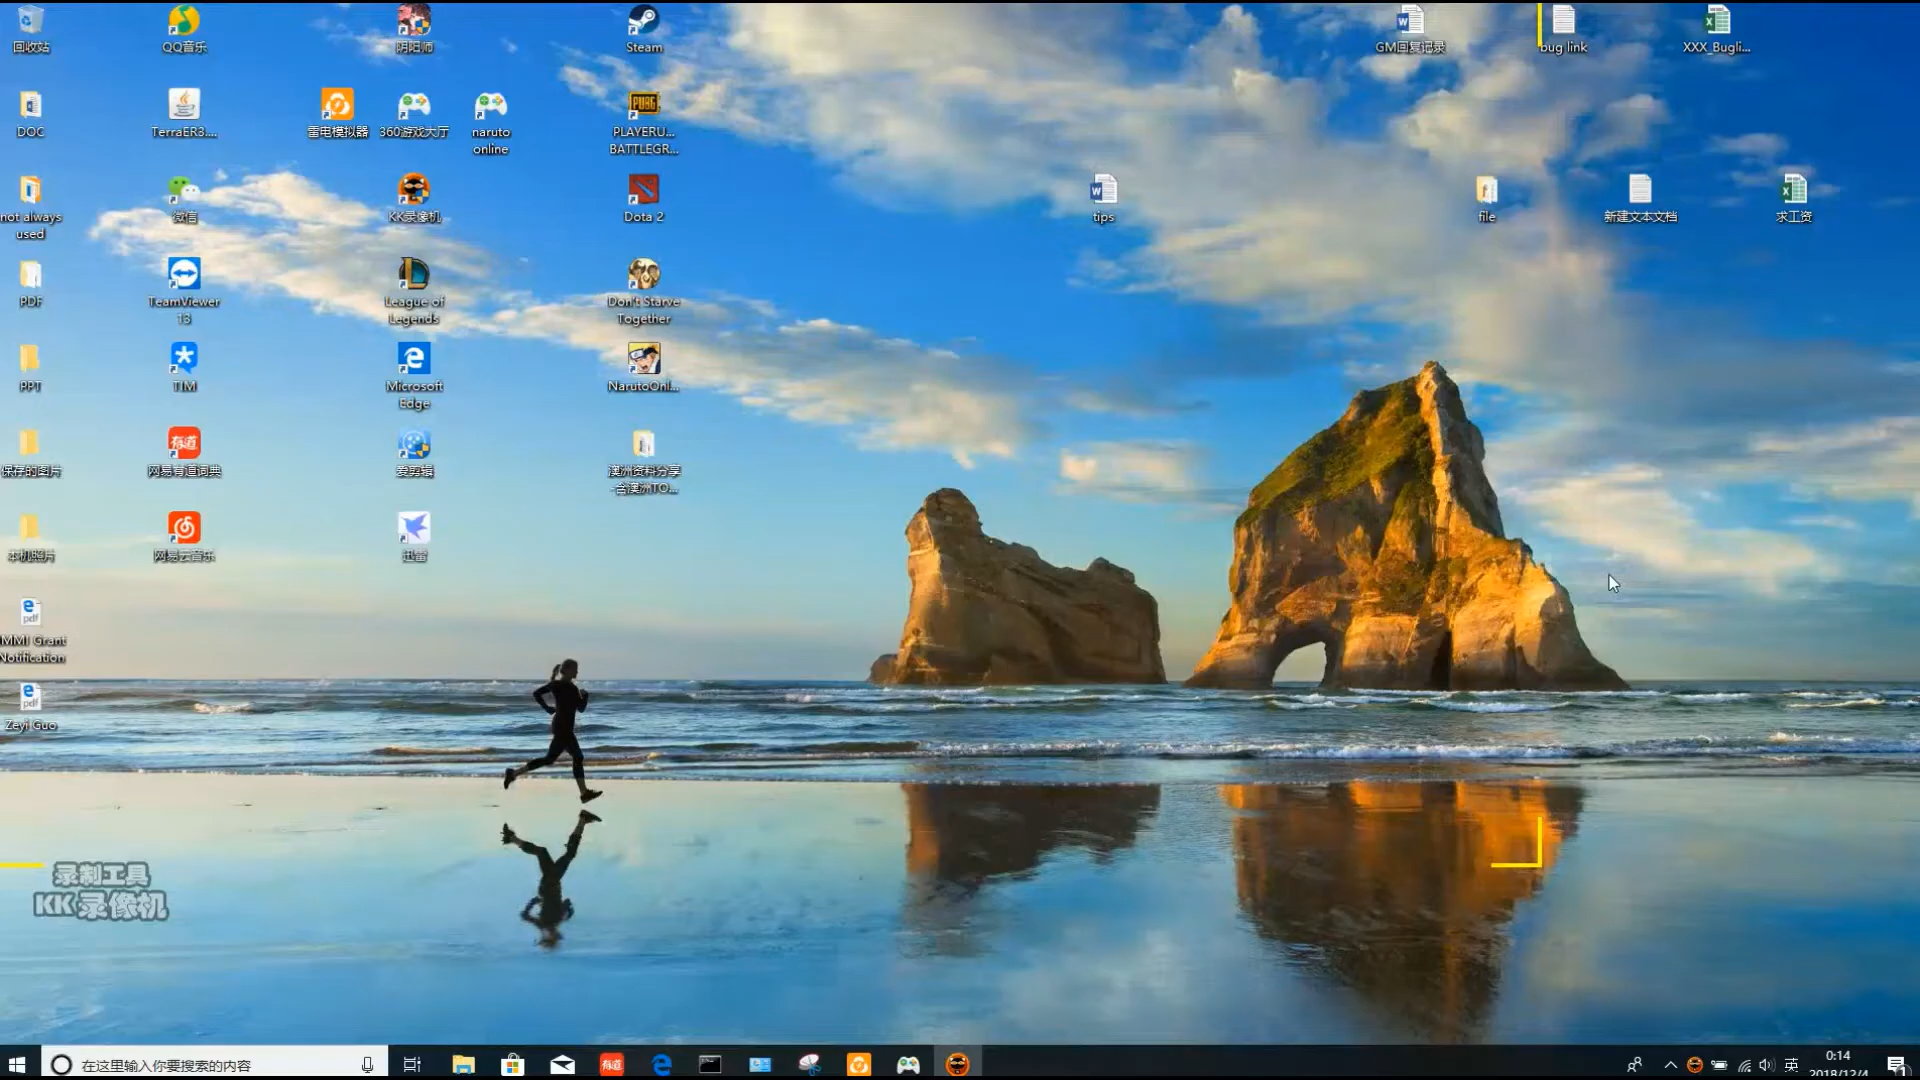 回收站
QQ音乐
阴阳师
Steam
GM回复记录
bug link
XXX_Bugli...
DOC
TerraER3....
雷电模拟器
360游戏大厅
naruto
online
PLAYERU...
BATTLEGR...
not always
used
微信
KK录像机
Dota 2
tips
file
新建文本文档
求工资
PDF
TeamViewer
13
League of
Legends
Don't Starve
Together
PPT
TIM
Microsoft
Edge
NarutoOnl...
保存的图片
网易有道词典
爱剪辑
澳洲资料分享
-含澳洲TO...
本机照片
网易云音乐
迅雷
MMI Grant
Notification
Zeyi Guo
录制工具
KK 录像机
在这里输入你要搜索的内容
有道
英
0:14
2018/12/4